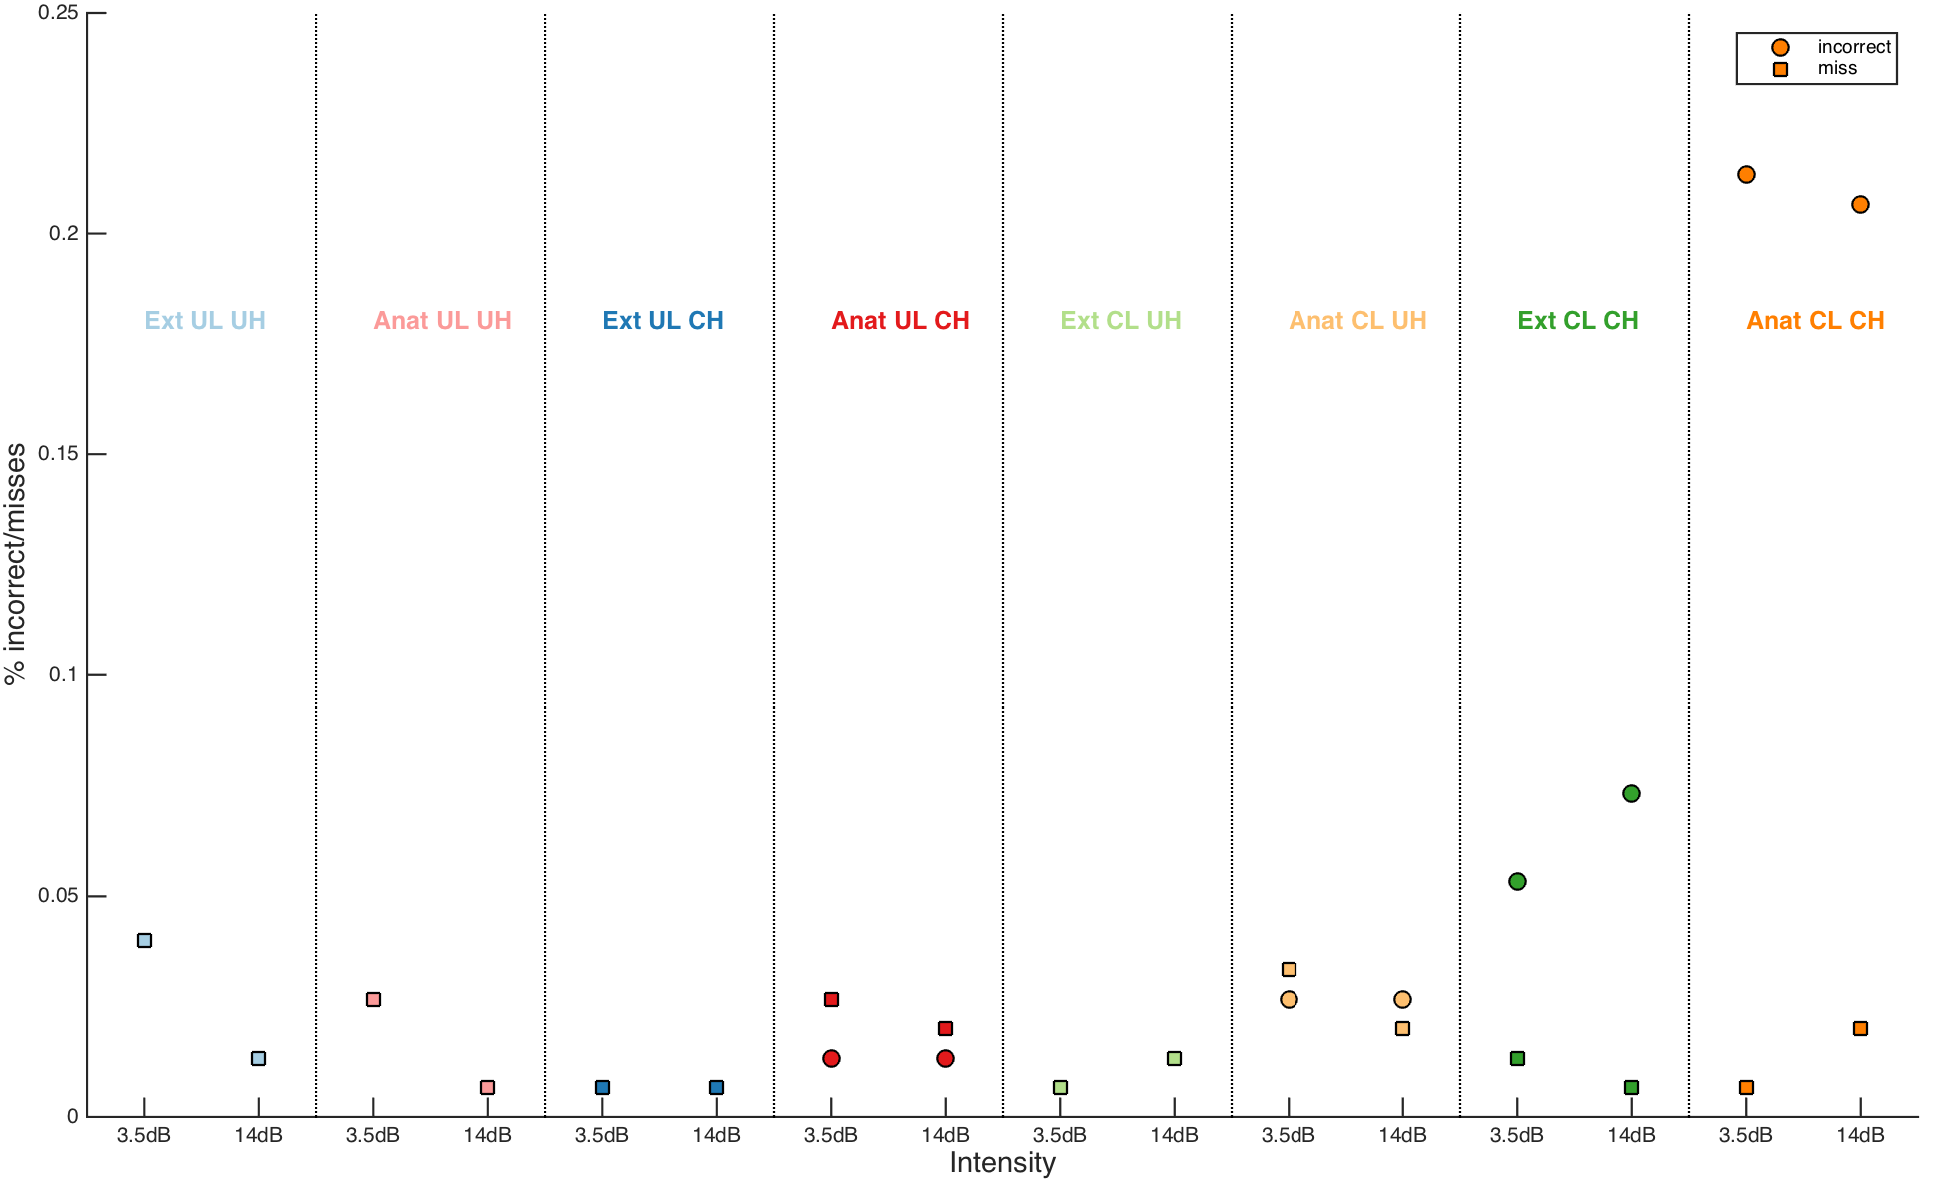 0.25
incorrect
miss
0.2
Ext UL UH Anat UL UH Ext UL CH Anat UL CH Ext CL UH Anat CL UH Ext CL CH Anat CL CH
0.15
% incorrect/misses
0.1
0.05
0
3.5dB 14dB 3.5dB 14dB 3.5dB 14dB 3.5dB 14dB 3.5dB 14dB 3.5dB 14dB 3.5dB 14dB 3.5dB 14dB
Intensity